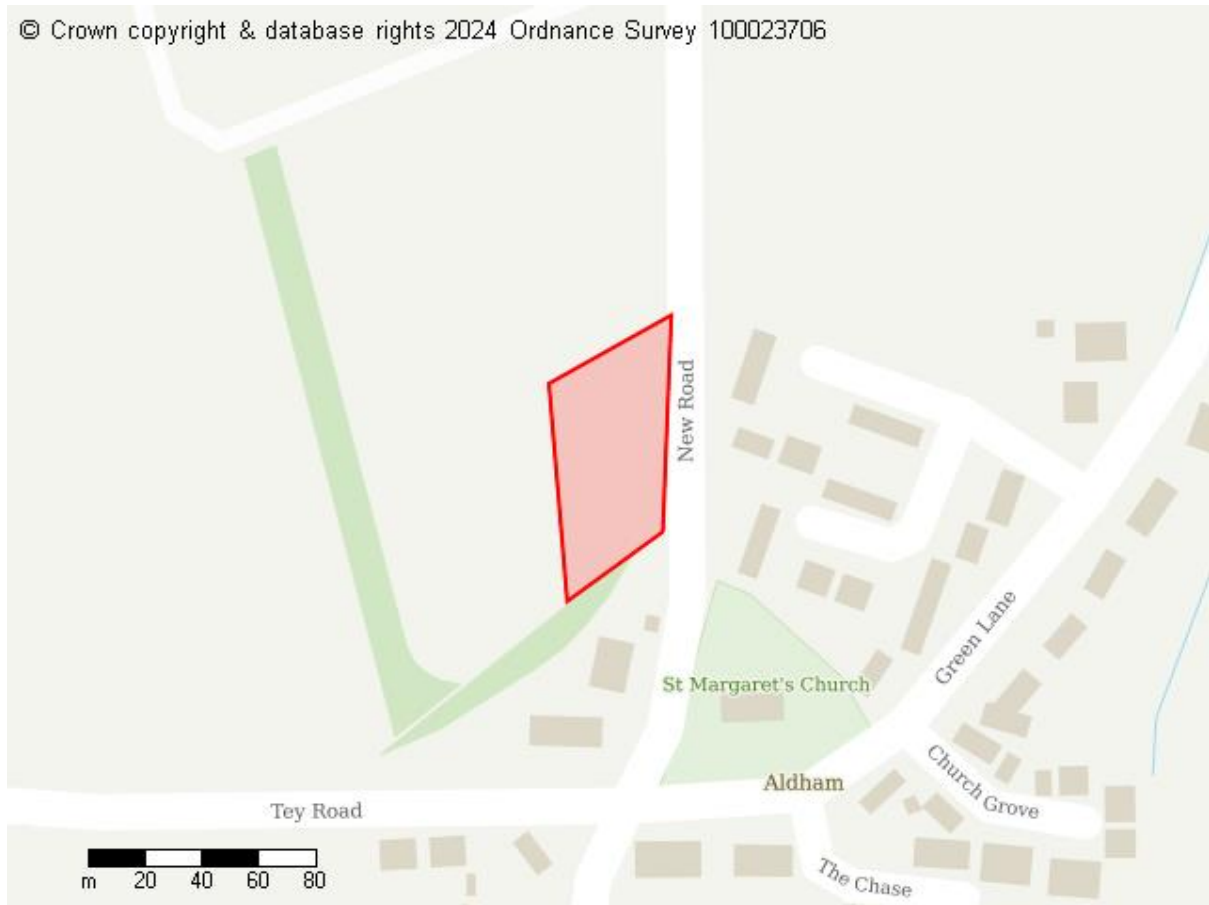 © Crown copyright & database rights 2024 Ordnance Survey 100023706
New Road
Green Lane
St Margaret's Church
Aldham
Church Grove
Tey Road
The Chase
m 20 40 60 80